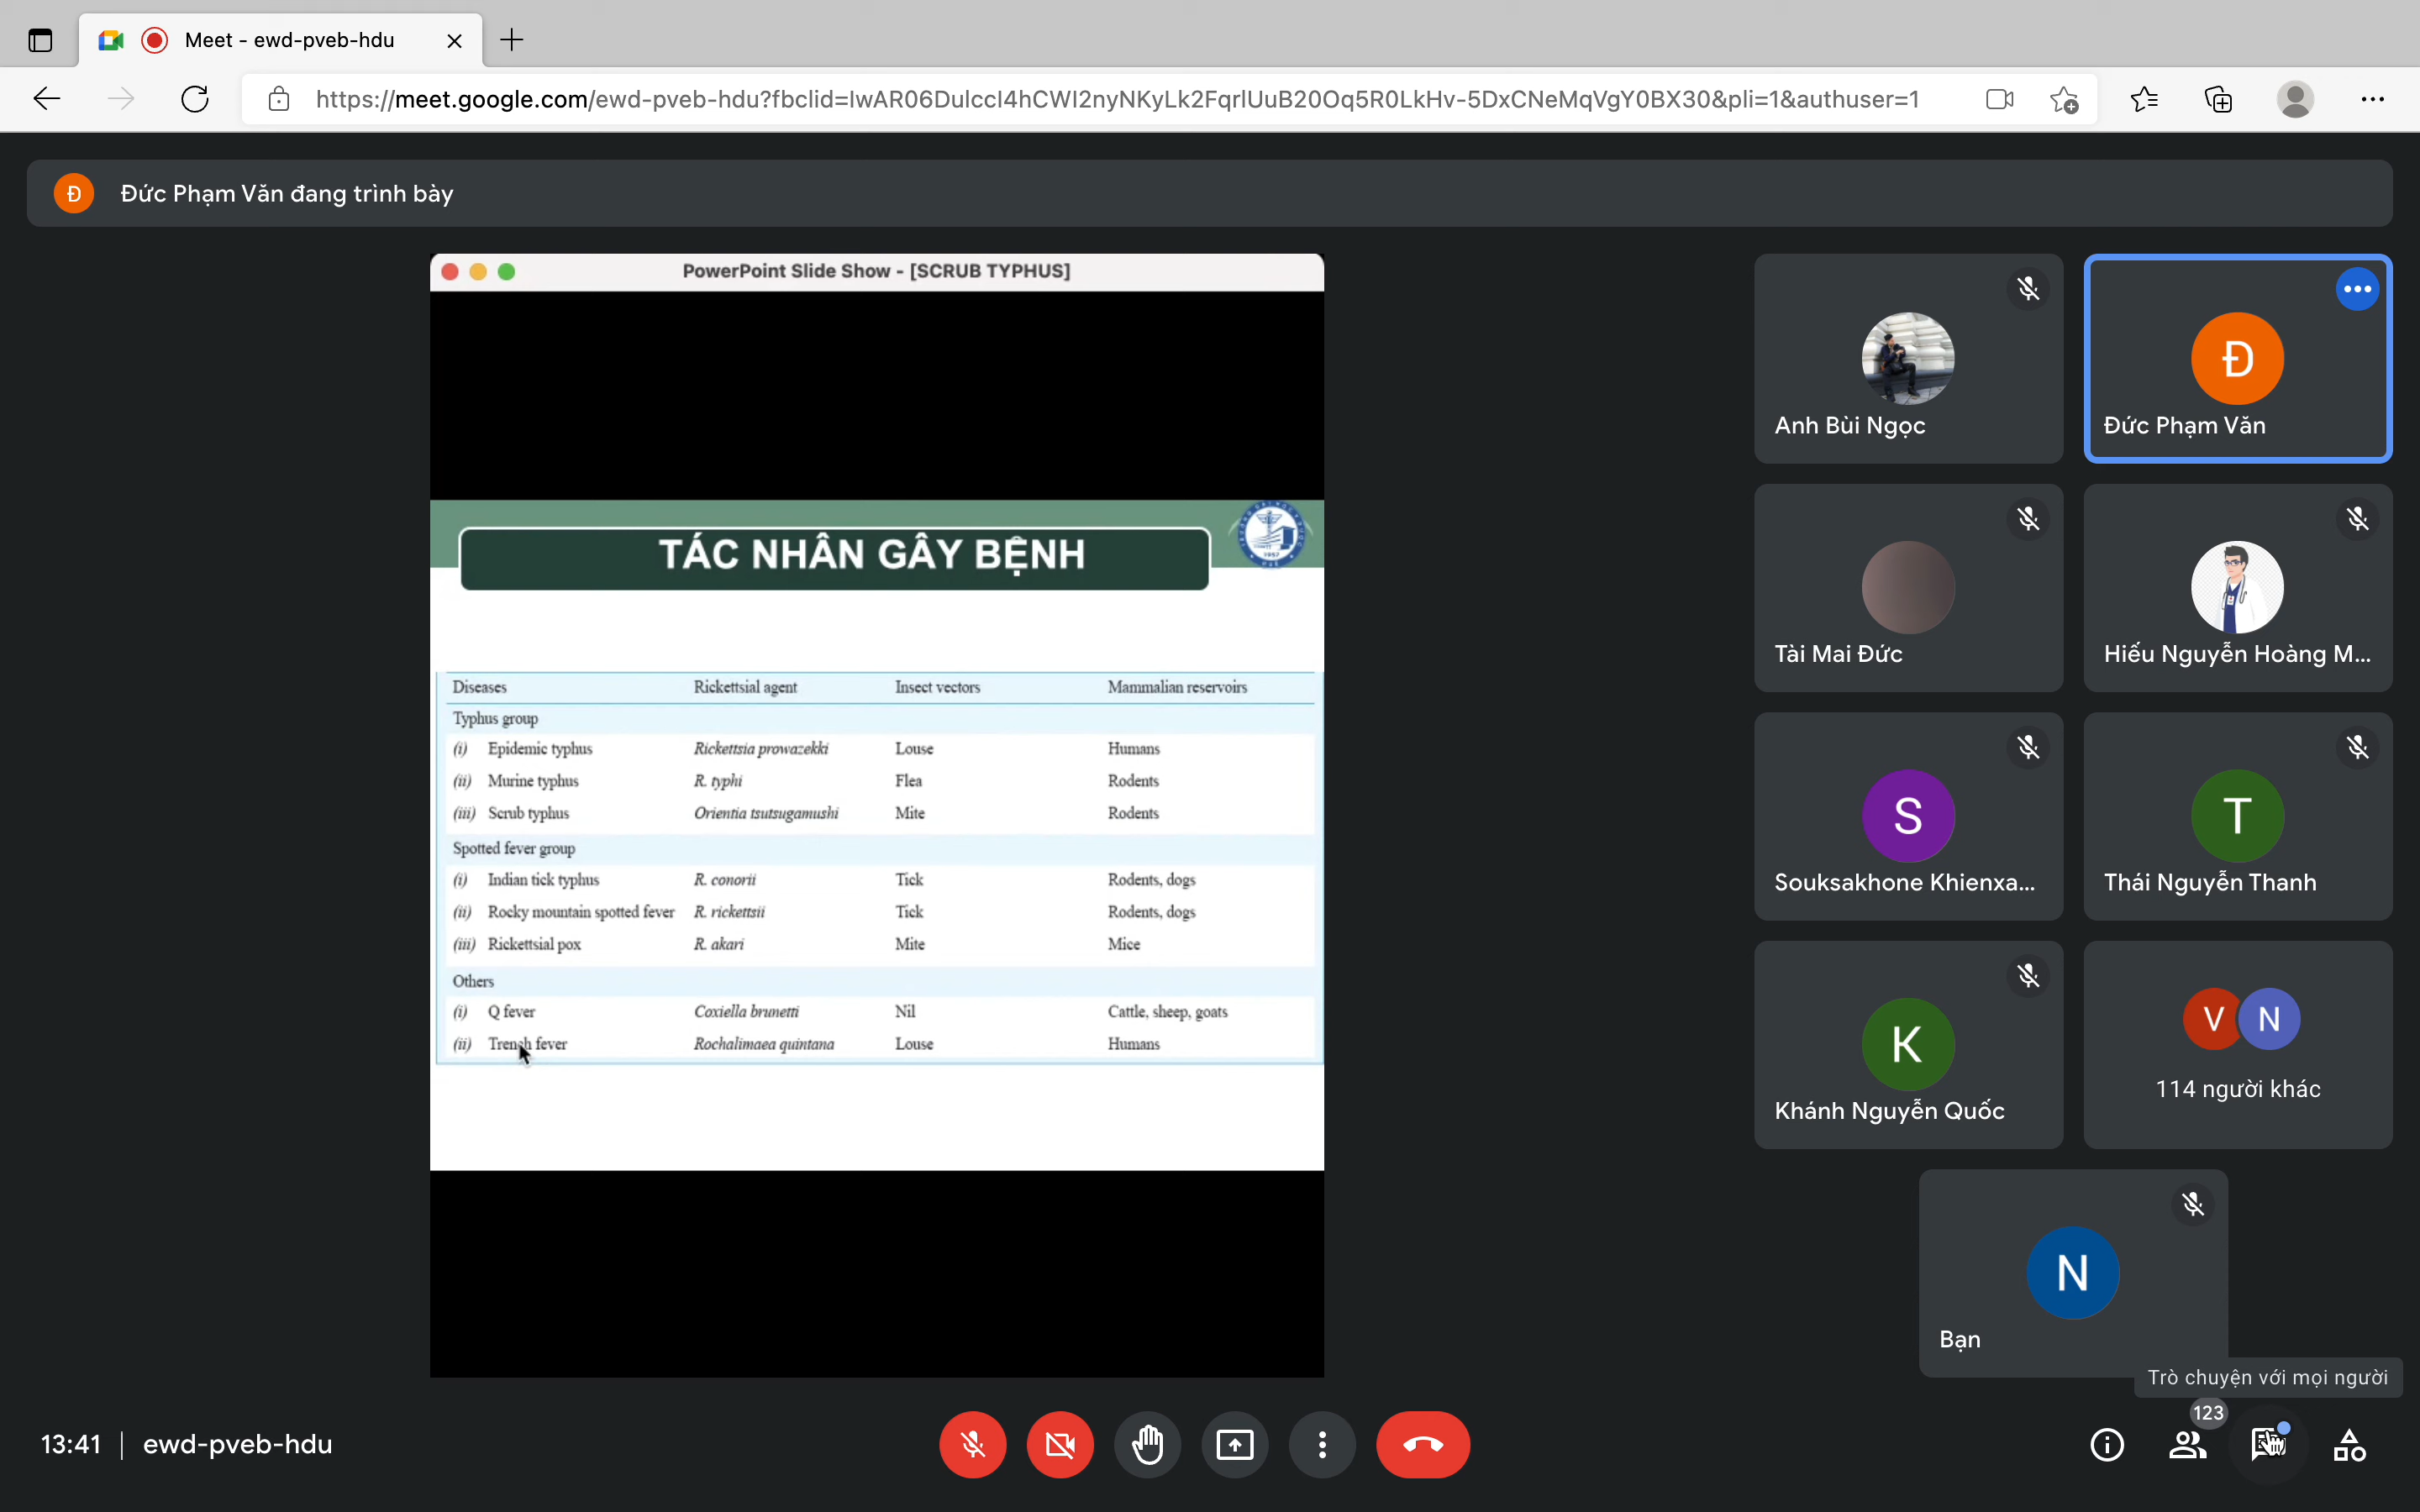 Meet - ewd-pveb-hdu
https://meet.google.com/ewd-pveb-hdu?fbclid=IwAR06DulccI4hCWI2nyNKyLk2FqrlUuB20Oq5R0LkHv-5DxCNeMqVgY0BX30&pli=1&authuser=1
Đ Đức Phạm Văn đang trình bày
PowerPoint Slide Show - [SCRUB TYPHUS]
TÁC NHÂN GÂY BỆNH
1957
Diseases Rickettsial agent Insect vectors Mammalian reservoirs
Typhus group
(i) Epidemic typhus Rickettsia prowazekki Louse Humans
(ii) Murine typhus R. typhi Flea Rodents
(iii) Scrub typhus Orientia tsutsugamushi Mite Rodents
Spotted fever group
(i) Indian tick typhus R. conorii Tick Rodents, dogs
(ii) Rocky mountain spotted fever R. rickettsii Tick Rodents, dogs
(iii) Rickettsial pox R. akari Mite Mice
Others
(i) Q fever Coxiella brunetti Nil Cattle, sheep, goats
(ii) Trench fever Rochalimaea quintana Louse Humans
Anh Bùi Ngọc
Đ
Đức Phạm Văn
Tài Mai Đức
Hiếu Nguyễn Hoàng M...
S
Souksakhone Khienxa...
T
Thái Nguyễn Thanh
K
Khánh Nguyễn Quốc
V N
114 người khác
N
Bạn
Trò chuyện với mọi người
123
13:41 ewd-pveb-hdu